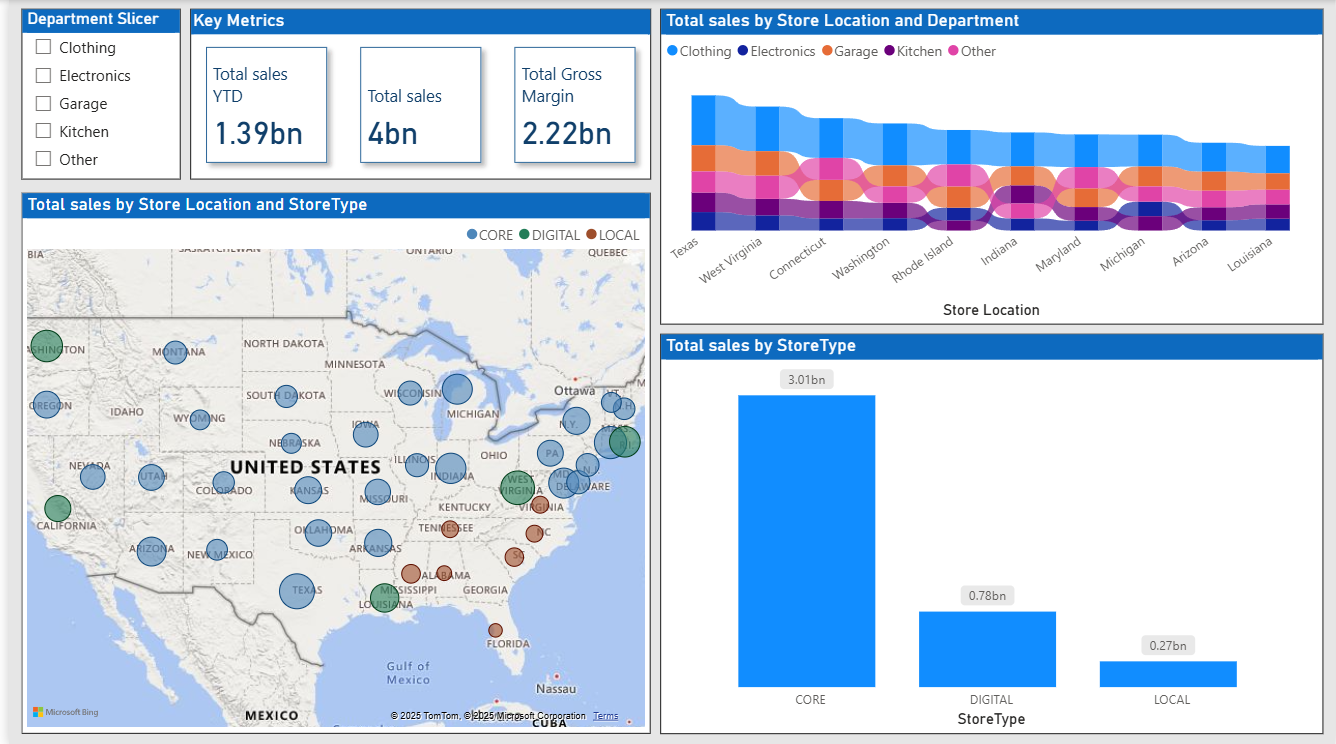 Department Slicer
Clothing
Electronics
Garage
Kitchen
Other
Key Metrics
Total sales
YTD
1.39bn
Total sales
4bn
Total Gross
Margin
2.22bn
Total sales by Store Location and Department
Clothing Electronics Garage Kitchen Other
Texas
West Virginia
Connecticut
Washington
Rhode Island
Indiana
Maryland
Michigan
Arizona
Louisiana
Store Location
Total sales by Store Location and StoreType
CORE DIGITAL LOCAL
SASKATCHEWAN
ONTARIO
QUEBEC
BIA
MONTANA
NORTH DAKOTA
MINNESOTA
SHINGTON
OREGON
IDAHO
WYOMING
SOUTH DAKOTA
WISCONSIN
MICHIGAN
Ottawa
VT.
N.H.
N.Y.
MASS
R.I.
IOWA
NEBRASKA
UNITED STATES
ILLINOIS
INDIANA
OHIO
PA
N.J.
MD
DELAWARE
NEVADA
UTAH
COLORADO
KANSAS
MISSOURI
WEST
VIRGINIA
VIRGINIA
KENTUCKY
CALIFORNIA
ARIZONA
NEW MEXICO
OKLAHOMA
ARKANSAS
TENNESSEE
NC
SC
TEXAS
LOUISIANA
MISSISSIPPI
ALABAMA
GEORGIA
FLORIDA
Gulf of
Mexico
Nassau
MEXICO
CUBA
Microsoft Bing
© 2025 TomTom, © 2025 Microsoft Corporation Terms
Total sales by StoreType
3.01bn
0.78bn
0.27bn
CORE
DIGITAL
LOCAL
StoreType